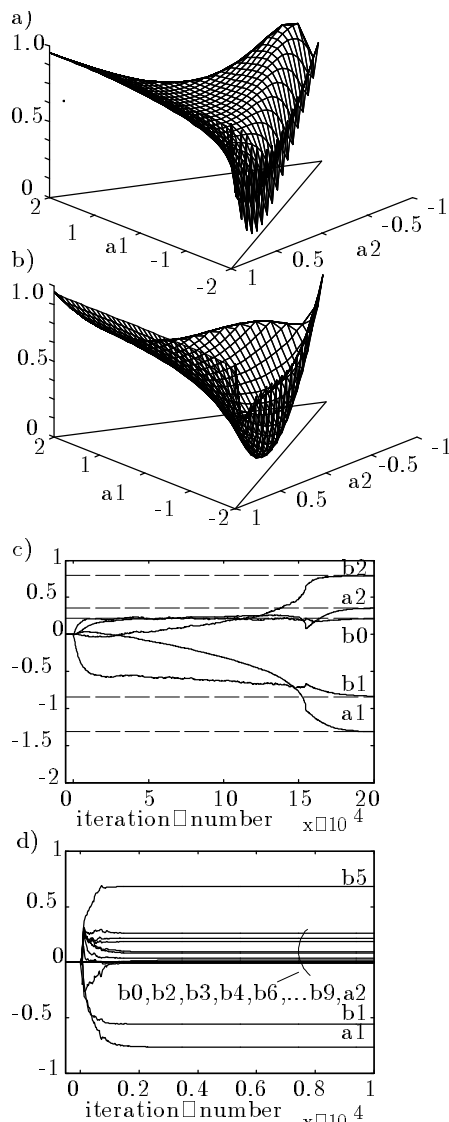 a)
1.0
0.5
0
2
1
a1
-1
-2
1
0.5
a2
-0.5
-1
b)
1.0
0.5
0
2
1
a1
-1
-2
1
0.5
a2
-0.5
-1
c)
1
0.5
0
-0.5
-1
-1.5
-2
b2
a2
b0
b1
a1
0
5
10
15
20
iteration□number
x□10 4
d)
1
0.5
0
-0.5
-1
b5
b0,b2,b3,b4,b6,...b9,a2
b1
a1
0
0.2
0.4
0.6
0.8
1
iteration□number
x□10 4